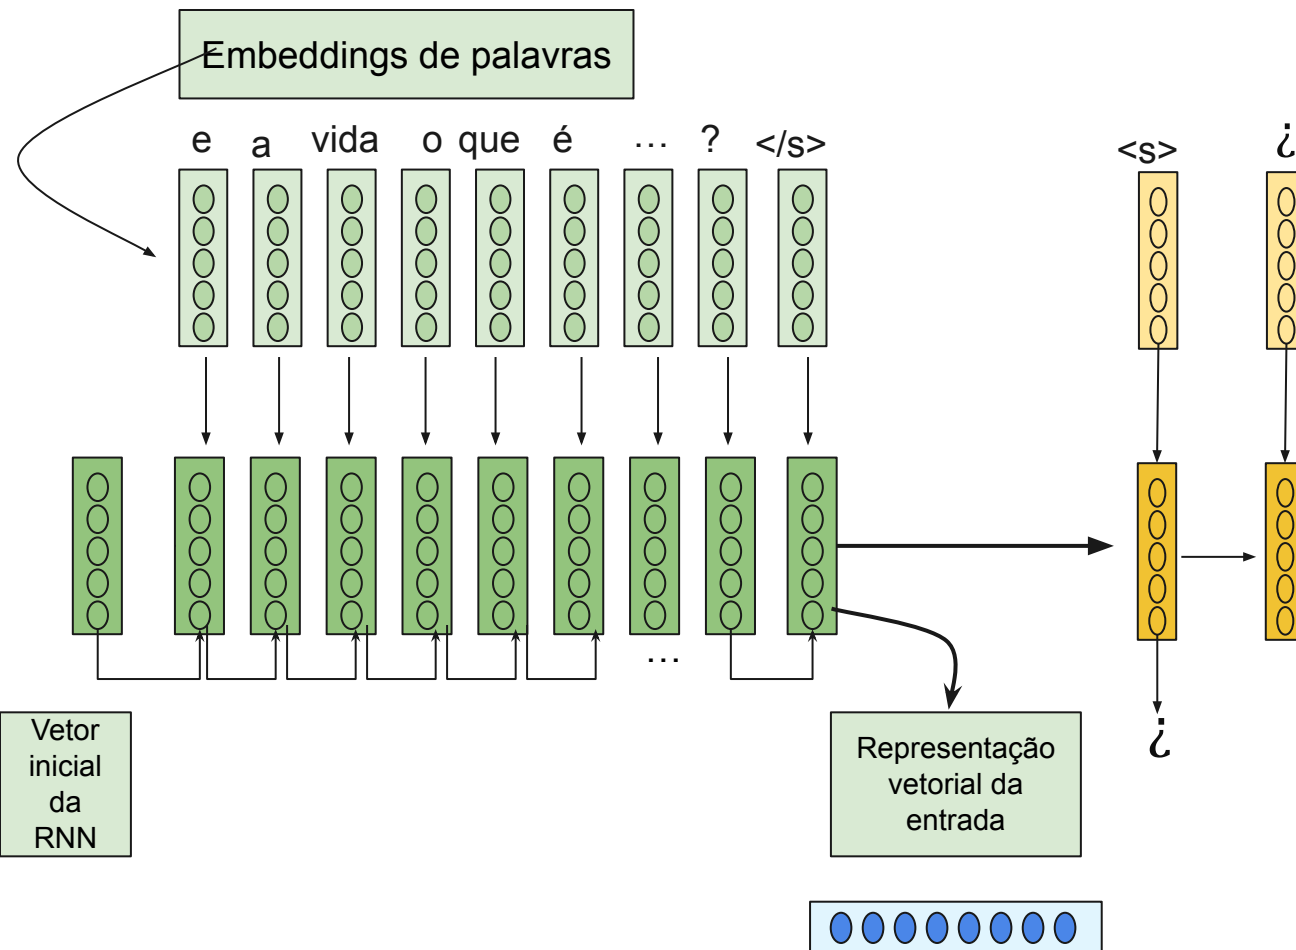 Embeddings de palavras
e a vida o que é ... ? </s> <s> ¿
...
¿
Vetor
inicial
da
RNN
Representação
vetorial da
entrada